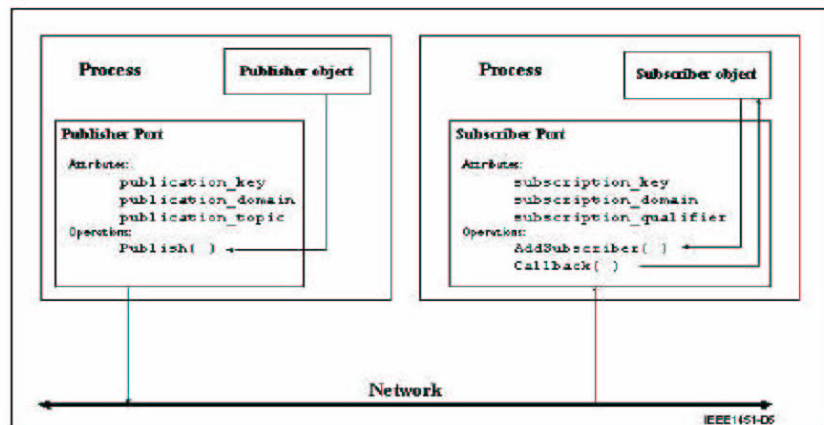 Process
Publisher object
Publisher Port
Attributes:
publication_key
publication_domain
publication_topic
Operations:
Publish( )
Process
Subscriber object
Subscriber Port
Attributes:
subscription_key
subscription_domain
subscription_qualifier
Operations:
AddSubscriber( )
Callback( )
Network
IEEE1451-D5